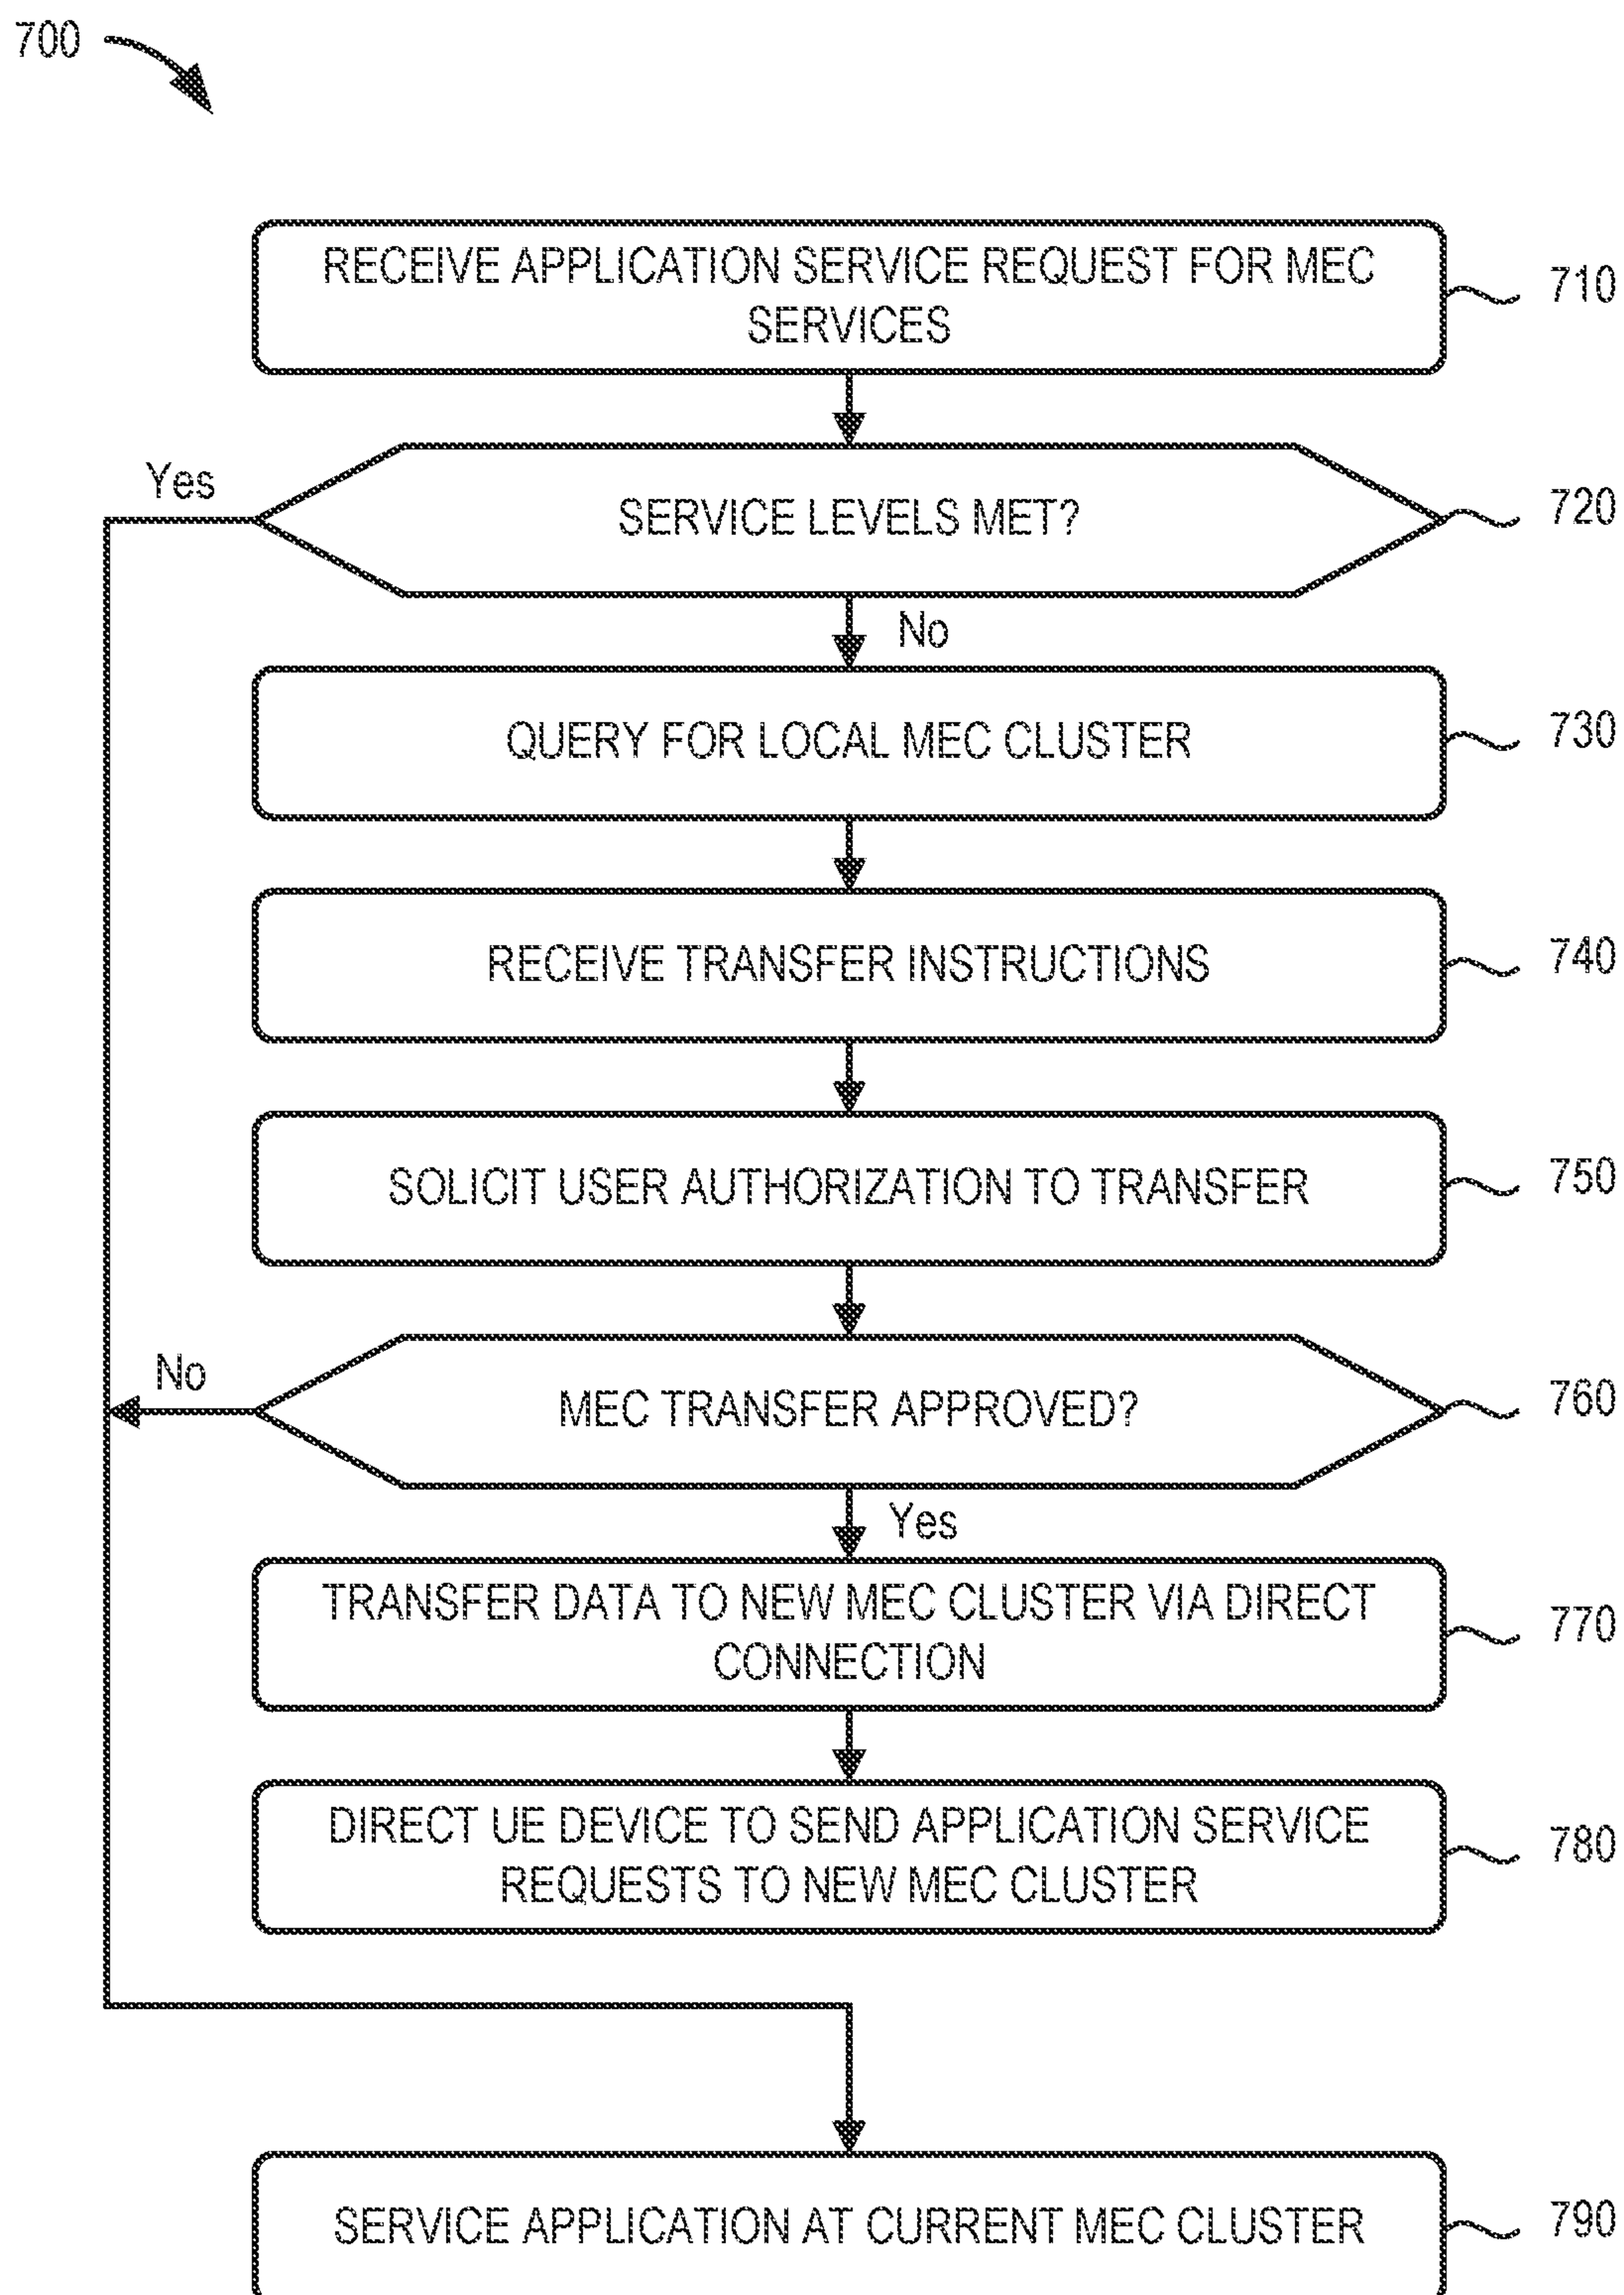 700
RECEIVE APPLICATION SERVICE REQUEST FOR MEC
SERVICES
710
Yes
SERVICE LEVELS MET?
720
No
QUERY FOR LOCAL MEC CLUSTER
730
RECEIVE TRANSFER INSTRUCTIONS
740
SOLICIT USER AUTHORIZATION TO TRANSFER
750
No
MEC TRANSFER APPROVED?
760
Yes
TRANSFER DATA TO NEW MEC CLUSTER VIA DIRECT
CONNECTION
770
DIRECT UE DEVICE TO SEND APPLICATION SERVICE
REQUESTS TO NEW MEC CLUSTER
780
SERVICE APPLICATION AT CURRENT MEC CLUSTER
790